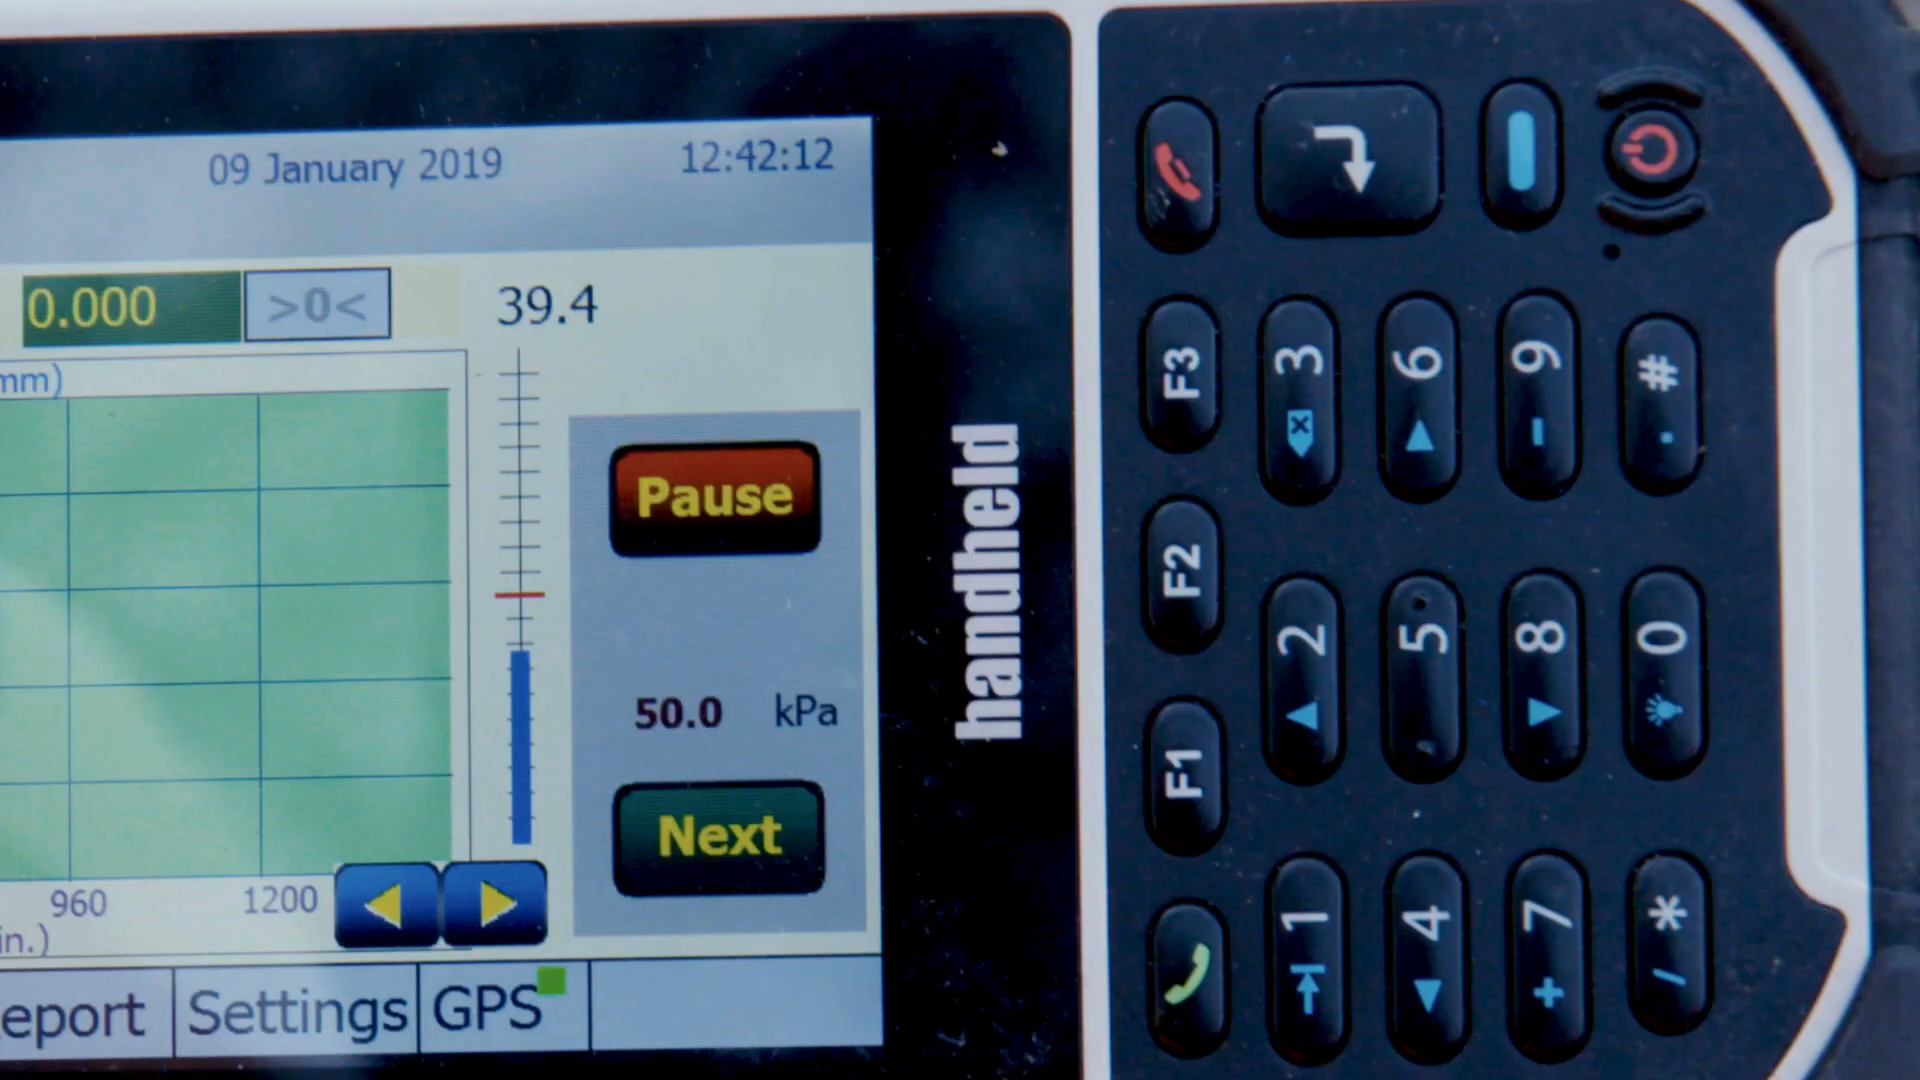 09 January 2019 12:42:12
0.000 >0< 39.4
mm)
Pause
50.0 kPa
Next
960 1200
in.)
eport Settings GPS
handheld
F3 3 6 9 # .
F2 2 5 8 0
F1
1 4 7 + * /